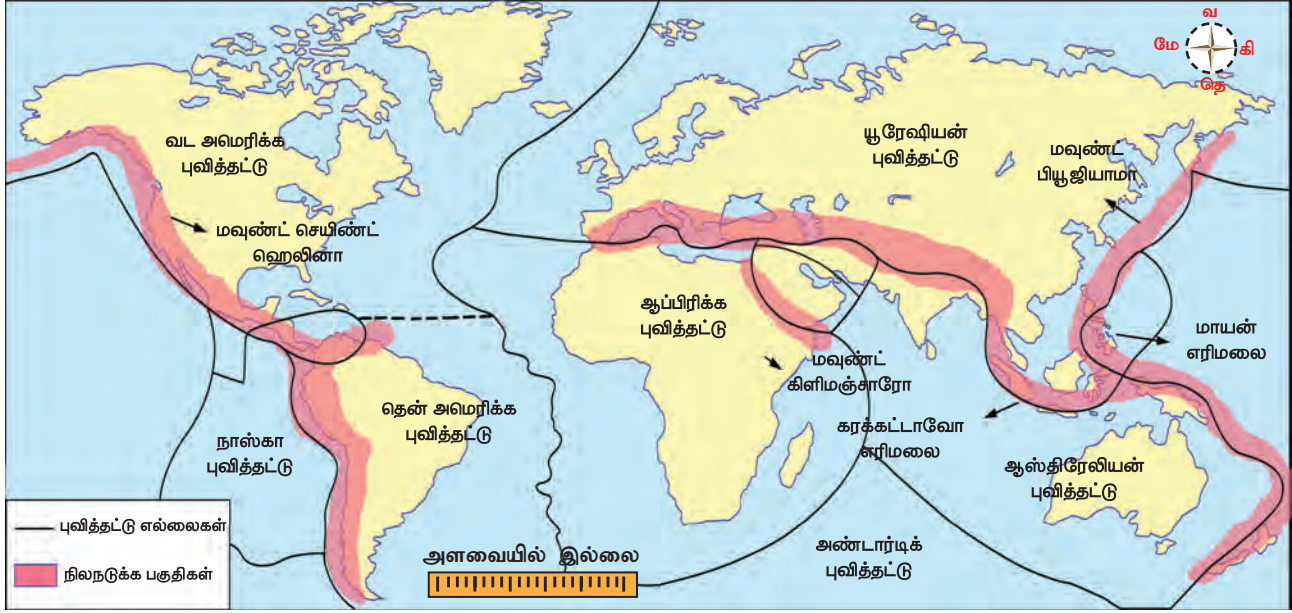 வ
மே
கி
தெ
வட அமெரிக்க
புவித்தட்டு
யூரேஷியன்
புவித்தட்டு
மவுண்ட்
பியூஜியாமா
மவுண்ட் செயிண்ட்
ஹெலினா
ஆப்பிரிக்க
புவித்தட்டு
மாயன்
எரிமலை
மவுண்ட்
கிளிமஞ்சாரோ
தென் அமெரிக்க
புவித்தட்டு
கரக்கட்டாவோ
எரிமலை
நாஸ்கா
புவித்தட்டு
ஆஸ்திரேலியன்
புவித்தட்டு
புவித்தட்டு எல்லைகள்
நிலநடுக்க பகுதிகள்
அளவையில் இல்லை
அண்டார்டிக்
புவித்தட்டு